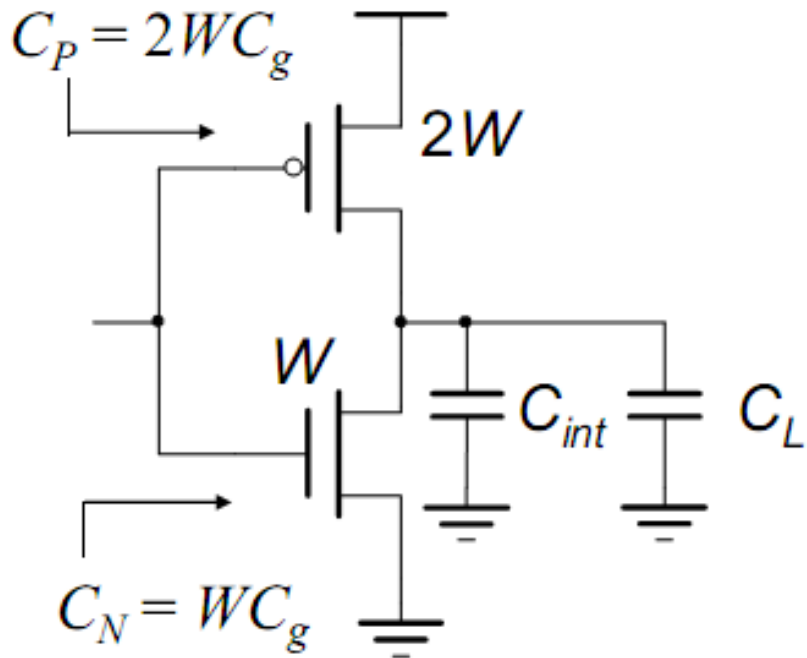 C_P = 2WC_g
2W
W
C_int
C_L
C_N = WC_g